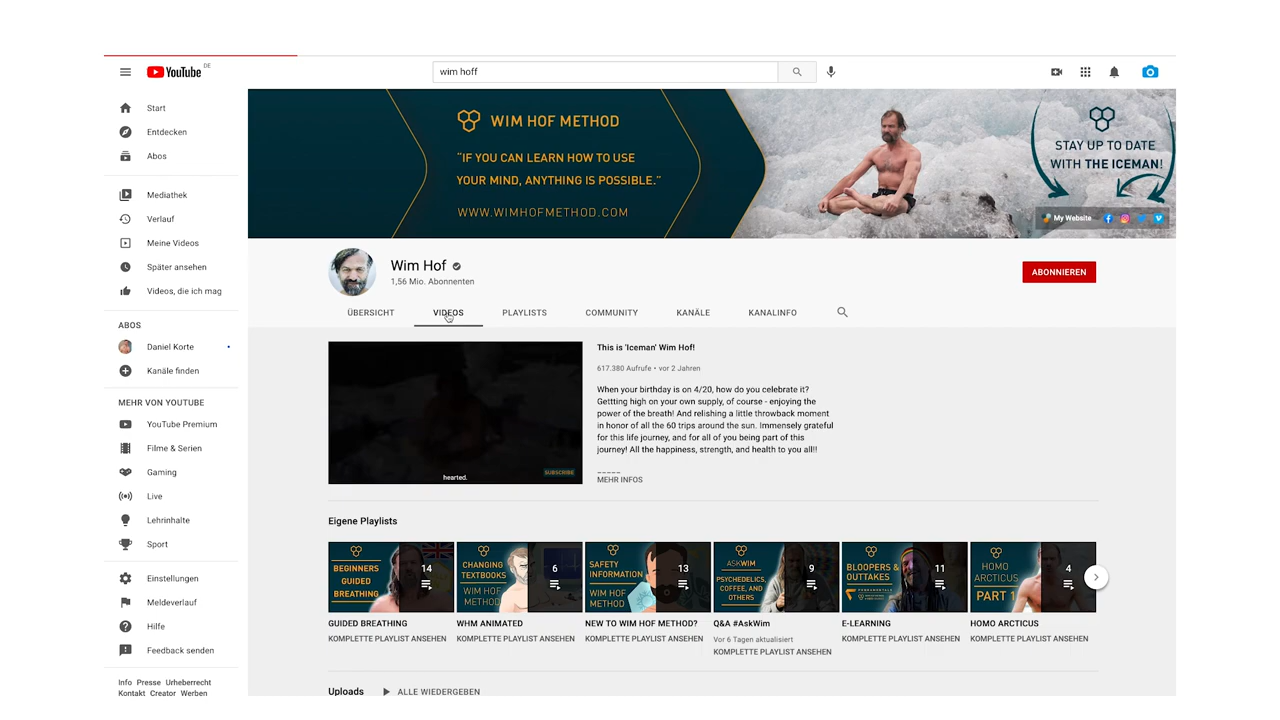 YouTube DE
wim hoff
Start
Entdecken
Abos
Mediathek
Verlauf
Meine Videos
Später ansehen
Videos, die ich mag
ABOS
Daniel Korte
Kanäle finden
MEHR VON YOUTUBE
YouTube Premium
Filme & Serien
Gaming
Live
Lehrinhalte
Sport
Einstellungen
Meldeverlauf
Hilfe
Feedback senden
Info Presse Urheberrecht
Kontakt Creator Werben
WIM HOF METHOD
"IF YOU CAN LEARN HOW TO USE
YOUR MIND, ANYTHING IS POSSIBLE."
WWW.WIMHOFMETHOD.COM
STAY UP TO DATE
WITH THE ICEMAN!
My Website
Wim Hof
1,56 Mio. Abonnenten
ABONNIEREN
ÜBERSICHT VIDEOS PLAYLISTS COMMUNITY KANÄLE KANALINFO
hearted.
SUBSCRIBE
This is 'Iceman' Wim Hof!
617.380 Aufrufe • vor 2 Jahren
When your birthday is on 4/20, how do you celebrate it?
Gettting high on your own supply, of course - enjoying the
power of the breath! And relishing a little throwback moment
in honor of all the 60 trips around the sun. Immensely grateful
for this life journey, and for all of you being part of this
journey! All the happiness, strength, and health to you all!!
_____
MEHR INFOS
Eigene Playlists
BEGINNERS
GUIDED
BREATHING
14
GUIDED BREATHING
KOMPLETTE PLAYLIST ANSEHEN
CHANGING
TEXTBOOKS
WIM HOF
METHOD
6
WHM ANIMATED
KOMPLETTE PLAYLIST ANSEHEN
SAFETY
INFORMATION
WIM HOF
METHOD
13
NEW TO WIM HOF METHOD?
KOMPLETTE PLAYLIST ANSEHEN
ASKWIM
PSYCHEDELICS,
COFFEE, AND
OTHERS
9
Q&A #AskWim
Vor 6 Tagen aktualisiert
KOMPLETTE PLAYLIST ANSEHEN
BLOOPERS &
OUTTAKES
11
E-LEARNING
KOMPLETTE PLAYLIST ANSEHEN
HOMO
ARCTICUS
PART 1
4
HOMO ARCTICUS
KOMPLETTE PLAYLIST ANSEHEN
Uploads ALLE WIEDERGEBEN